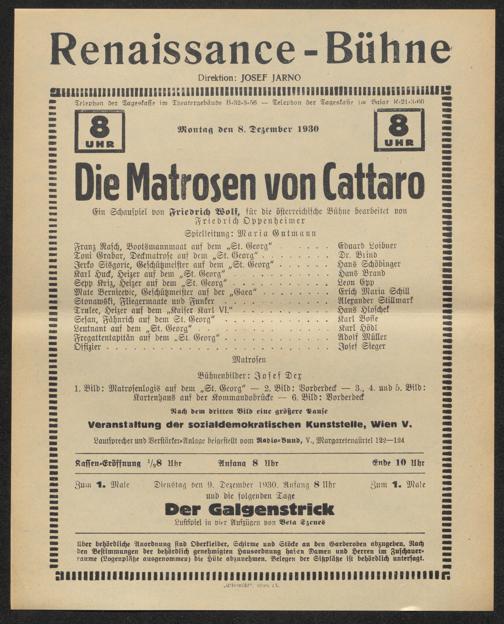 Renaissance-Bühne
Direktion: JOSEF JARNO
Telephon der Tageskasse im Theatergebäude B-32-3-56 — Telephon der Tageskasse im Basar R-21-3-60
8 UHR
Montag den 8. Dezember 1930
8 UHR
Die Matrosen von Cattaro
Ein Schauspiel von Friedrich Wolf, für die österreichische Bühne bearbeitet von
Friedrich Oppenheimer
Spielleitung: Maria Gutmann
Franz Rasch, Bootsmannmaat auf dem „St. Georg“ . . . Eduard Loibner
Toni Grabar, Deckmatrose auf dem „St. Georg“ . . . Dr. Brind
Jerko Sisgoric, Geschützmeister auf dem „St. Georg“ . . . Hans Schödinger
Karl Huck, Heizer auf dem „St. Georg“ . . . Hans Brand
Sepp Kriz, Heizer auf dem „St. Georg“ . . . Leon Epp
Mate Bernicevic, Geschützmeister auf der „Gaea“ . . . Erich Maria Schill
Stonawski, Fliegermaate und Funker . . . Alexander Stillmark
Trulec, Heizer auf dem „Kaiser Karl VI.“ . . . Hans Hloschek
Sesan, Fähnrich auf dem St. Georg“ . . . Karl Bosse
Leutnant auf dem „St. Georg“ . . . Karl Hödl
Fregattenkapitän auf dem „St. Georg“ . . . Adolf Müller
Offizier . . . Josef Sieger
Matrosen
Bühnenbilder: Josef Dex
1. Bild: Matrosenlogis auf dem „St. Georg“ — 2. Bild: Vorderdeck — 3., 4. und 5. Bild:
Kartenhaus auf der Kommandobrücke — 6. Bild: Vorderdeck
Nach dem dritten Bild eine größere Pause
Veranstaltung der sozialdemokratischen Kunststelle, Wien V.
Lautsprecher und Verstärker-Anlage beigestellt vom Radio-Bund, V., Margaretengürtel 122—124
Kassen-Eröffnung ½8 Uhr Anfang 8 Uhr Ende 10 Uhr
Zum 1. Male Dienstag den 9. Dezember 1930. Anfang 8 Uhr Zum 1. Male
und die folgenden Tage
Der Galgenstrick
Lustspiel in vier Aufzügen von Bela Szenes
Über behördliche Anordnung sind Oberkleider, Schirme und Stöcke an den Garderoben abzugeben. Nach
den Bestimmungen der behördlich genehmigten Hausordnung haben Damen und Herren im Zuschauer-
raume (Logenplätze ausgenommen) die Hüte abzunehmen. Belegen der Sitzplätze ist behördlich untersagt.